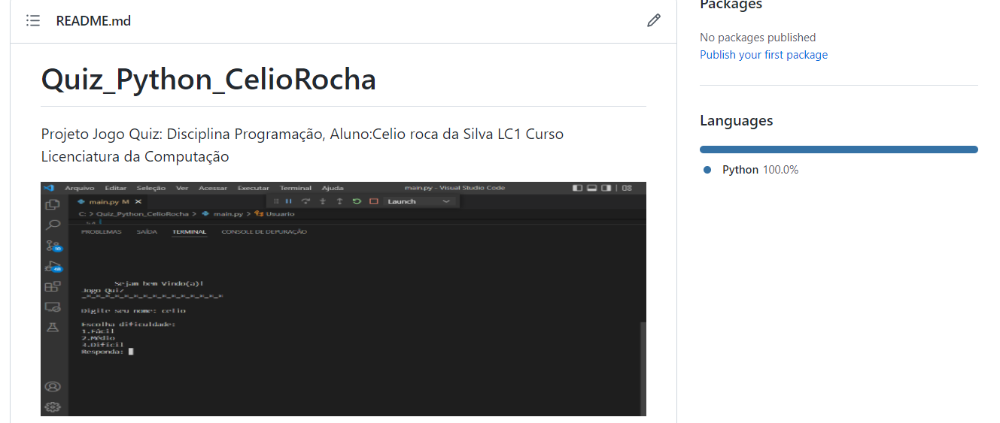 README.md
Quiz_Python_CelioRocha
Projeto Jogo Quiz: Disciplina Programação, Aluno:Celio roca da Silva LC1 Curso
Licenciatura da Computação
Arquivo Editar Seleção Ver Acessar Executar Terminal Ajuda main.py - Visual Studio Code
main.py M Launch
C: > Quiz_Python_CelioRocha > main.py > Usuario
PROBLEMAS SAÍDA TERMINAL CONSOLE DE DEPURAÇÃO
Sejam bem Vindo(a)!
Jogo Quiz
Digite seu nome: celio
Escolha dificuldade:
1.Fácil
2.Médio
3.Difícil
Responda:
Packages
No packages published
Publish your first package
Languages
Python 100.0%